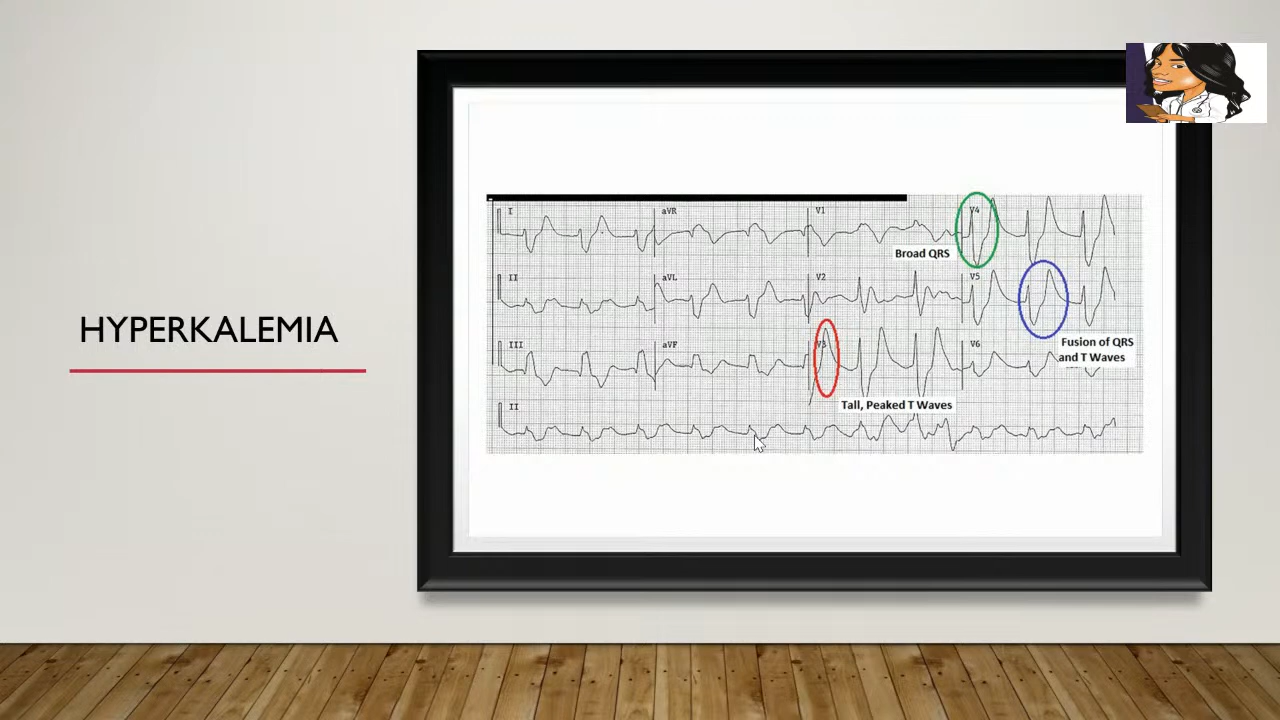 HYPERKALEMIA
I
aVR
V1
V4
Broad QRS
II
aVL
V2
V5
III
aVF
V3
V6
Fusion of QRS
and T Waves
Tall, Peaked T Waves
II